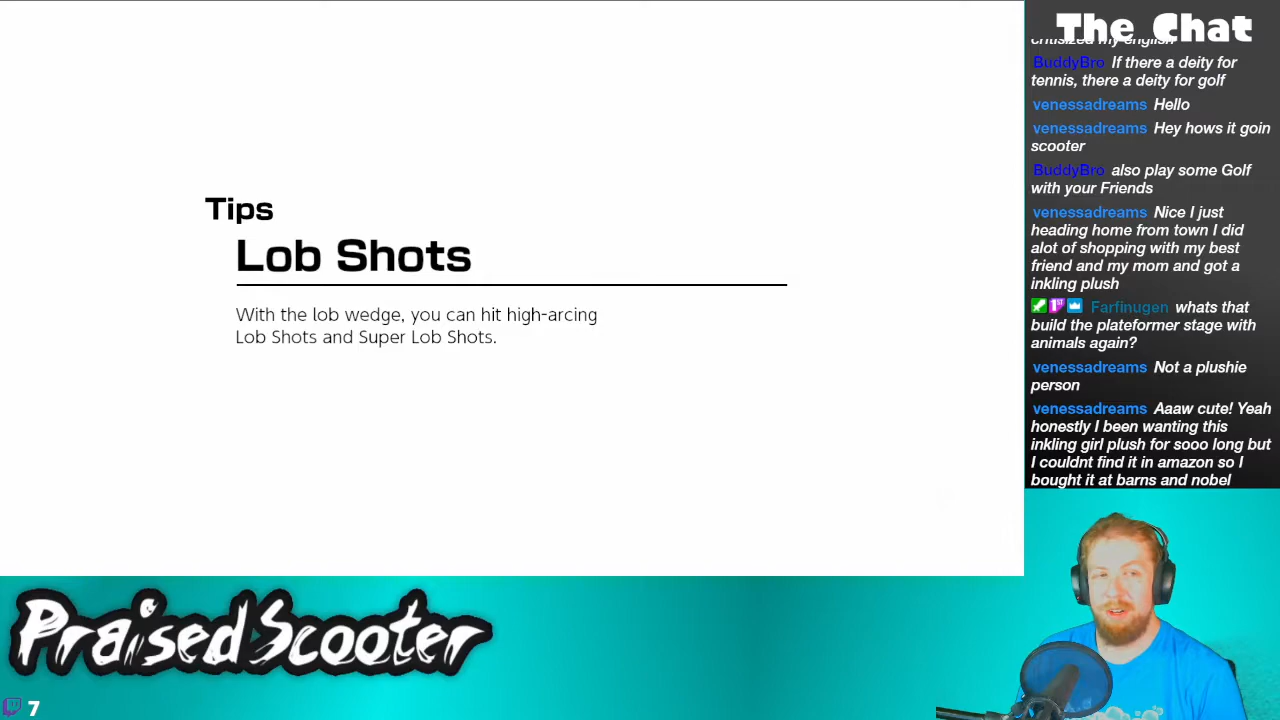 Tips
Lob Shots
With the lob wedge, you can hit high-arcing
Lob Shots and Super Lob Shots.
The Chat
critisized my english
BuddyBro If there a deity for
tennis, there a deity for golf
venessadreams Hello
venessadreams Hey hows it goin
scooter
BuddyBro also play some Golf
with your Friends
venessadreams Nice I just
heading home from town I did
alot of shopping with my best
friend and my mom and got a
inkling plush
Farfinugen whats that
build the plateformer stage with
animals again?
venessadreams Not a plushie
person
venessadreams Aaaw cute! Yeah
honestly I been wanting this
inkling girl plush for sooo long but
I couldnt find it in amazon so I
bought it at barns and nobel
PraisedScooter
7